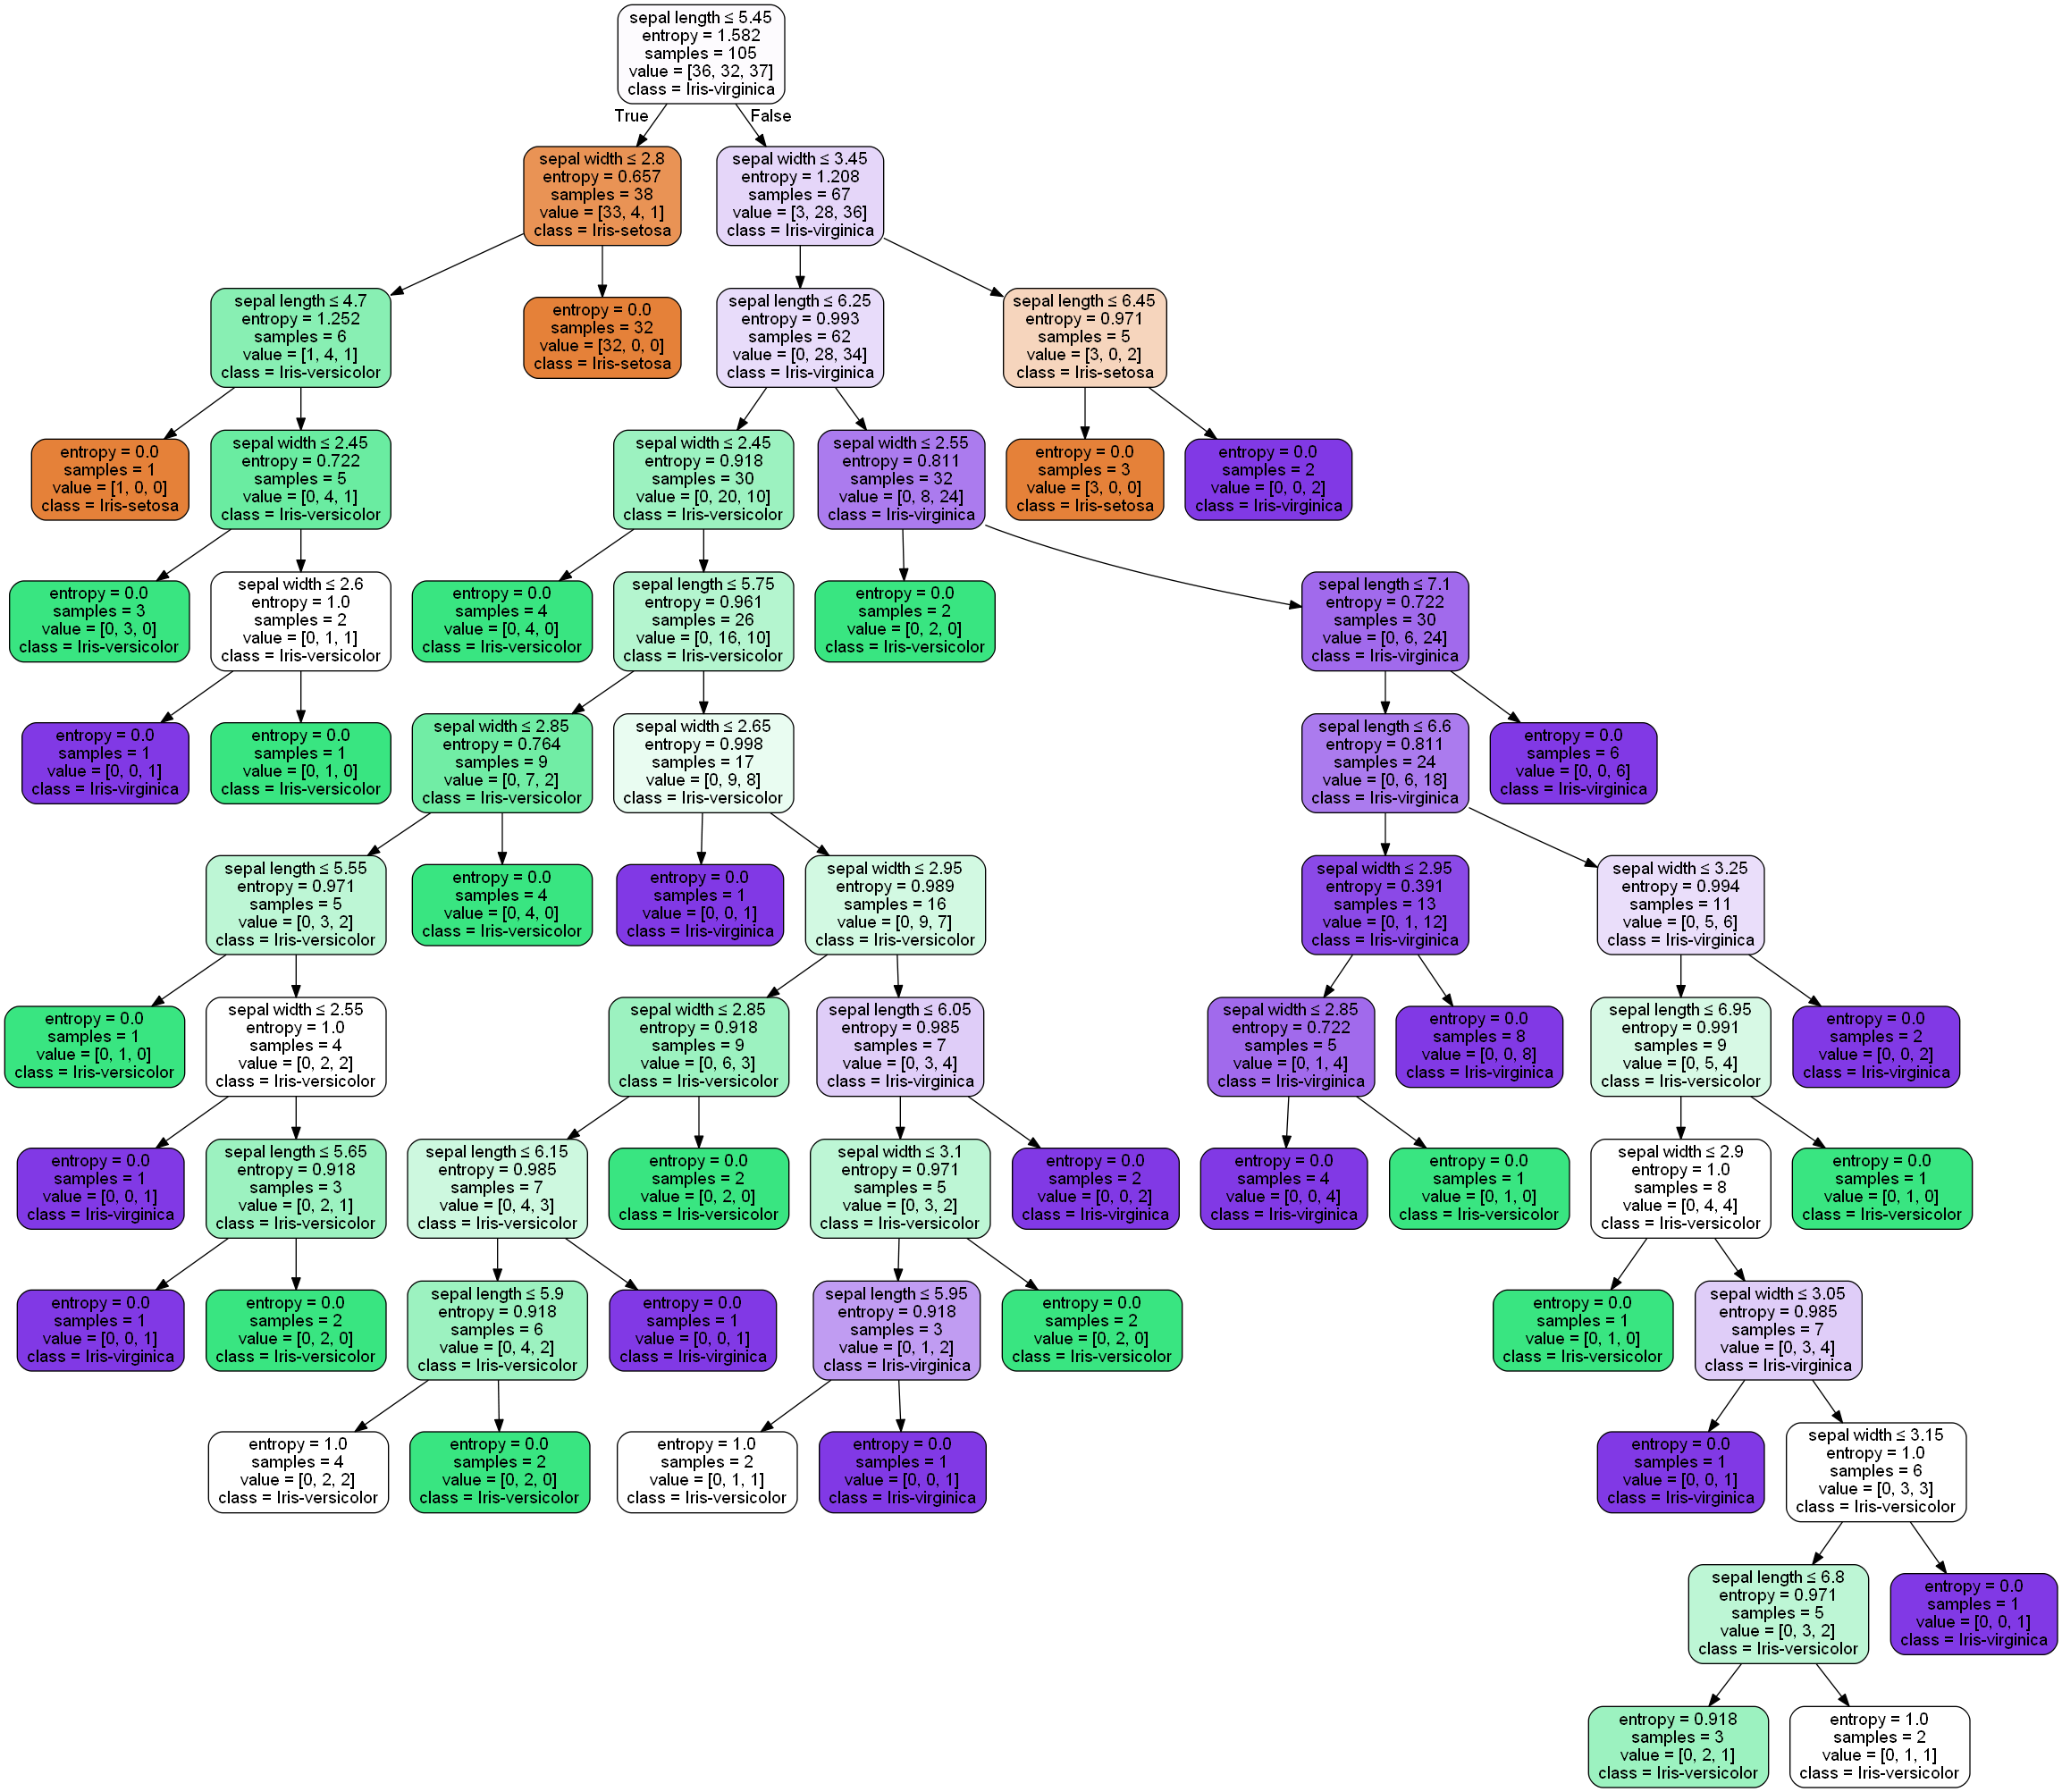 sepal length ≤ 5.45
entropy = 1.582
samples = 105
value = [36, 32, 37]
class = Iris-virginica
True
False
sepal width ≤ 2.8
entropy = 0.657
samples = 38
value = [33, 4, 1]
class = Iris-setosa
sepal width ≤ 3.45
entropy = 1.208
samples = 67
value = [3, 28, 36]
class = Iris-virginica
sepal length ≤ 4.7
entropy = 1.252
samples = 6
value = [1, 4, 1]
class = Iris-versicolor
entropy = 0.0
samples = 32
value = [32, 0, 0]
class = Iris-setosa
sepal length ≤ 6.25
entropy = 0.993
samples = 62
value = [0, 28, 34]
class = Iris-virginica
sepal length ≤ 6.45
entropy = 0.971
samples = 5
value = [3, 0, 2]
class = Iris-setosa
entropy = 0.0
samples = 1
value = [1, 0, 0]
class = Iris-setosa
sepal width ≤ 2.45
entropy = 0.722
samples = 5
value = [0, 4, 1]
class = Iris-versicolor
sepal width ≤ 2.45
entropy = 0.918
samples = 30
value = [0, 20, 10]
class = Iris-versicolor
sepal width ≤ 2.55
entropy = 0.811
samples = 32
value = [0, 8, 24]
class = Iris-virginica
entropy = 0.0
samples = 3
value = [3, 0, 0]
class = Iris-setosa
entropy = 0.0
samples = 2
value = [0, 0, 2]
class = Iris-virginica
entropy = 0.0
samples = 3
value = [0, 3, 0]
class = Iris-versicolor
sepal width ≤ 2.6
entropy = 1.0
samples = 2
value = [0, 1, 1]
class = Iris-versicolor
entropy = 0.0
samples = 4
value = [0, 4, 0]
class = Iris-versicolor
sepal length ≤ 5.75
entropy = 0.961
samples = 26
value = [0, 16, 10]
class = Iris-versicolor
entropy = 0.0
samples = 2
value = [0, 2, 0]
class = Iris-versicolor
sepal length ≤ 7.1
entropy = 0.722
samples = 30
value = [0, 6, 24]
class = Iris-virginica
entropy = 0.0
samples = 1
value = [0, 0, 1]
class = Iris-virginica
entropy = 0.0
samples = 1
value = [0, 1, 0]
class = Iris-versicolor
sepal width ≤ 2.85
entropy = 0.764
samples = 9
value = [0, 7, 2]
class = Iris-versicolor
sepal width ≤ 2.65
entropy = 0.998
samples = 17
value = [0, 9, 8]
class = Iris-versicolor
sepal length ≤ 6.6
entropy = 0.811
samples = 24
value = [0, 6, 18]
class = Iris-virginica
entropy = 0.0
samples = 6
value = [0, 0, 6]
class = Iris-virginica
sepal length ≤ 5.55
entropy = 0.971
samples = 5
value = [0, 3, 2]
class = Iris-versicolor
entropy = 0.0
samples = 4
value = [0, 4, 0]
class = Iris-versicolor
entropy = 0.0
samples = 1
value = [0, 0, 1]
class = Iris-virginica
sepal width ≤ 2.95
entropy = 0.989
samples = 16
value = [0, 9, 7]
class = Iris-versicolor
sepal width ≤ 2.95
entropy = 0.391
samples = 13
value = [0, 1, 12]
class = Iris-virginica
sepal width ≤ 3.25
entropy = 0.994
samples = 11
value = [0, 5, 6]
class = Iris-virginica
entropy = 0.0
samples = 1
value = [0, 1, 0]
class = Iris-versicolor
sepal width ≤ 2.55
entropy = 1.0
samples = 4
value = [0, 2, 2]
class = Iris-versicolor
sepal width ≤ 2.85
entropy = 0.918
samples = 9
value = [0, 6, 3]
class = Iris-versicolor
sepal length ≤ 6.05
entropy = 0.985
samples = 7
value = [0, 3, 4]
class = Iris-virginica
sepal width ≤ 2.85
entropy = 0.722
samples = 5
value = [0, 1, 4]
class = Iris-virginica
entropy = 0.0
samples = 8
value = [0, 0, 8]
class = Iris-virginica
sepal length ≤ 6.95
entropy = 0.991
samples = 9
value = [0, 5, 4]
class = Iris-versicolor
entropy = 0.0
samples = 2
value = [0, 0, 2]
class = Iris-virginica
entropy = 0.0
samples = 1
value = [0, 0, 1]
class = Iris-virginica
sepal length ≤ 5.65
entropy = 0.918
samples = 3
value = [0, 2, 1]
class = Iris-versicolor
sepal length ≤ 6.15
entropy = 0.985
samples = 7
value = [0, 4, 3]
class = Iris-versicolor
entropy = 0.0
samples = 2
value = [0, 2, 0]
class = Iris-versicolor
sepal width ≤ 3.1
entropy = 0.971
samples = 5
value = [0, 3, 2]
class = Iris-versicolor
entropy = 0.0
samples = 2
value = [0, 0, 2]
class = Iris-virginica
entropy = 0.0
samples = 4
value = [0, 0, 4]
class = Iris-virginica
entropy = 0.0
samples = 1
value = [0, 1, 0]
class = Iris-versicolor
sepal width ≤ 2.9
entropy = 1.0
samples = 8
value = [0, 4, 4]
class = Iris-versicolor
entropy = 0.0
samples = 1
value = [0, 1, 0]
class = Iris-versicolor
entropy = 0.0
samples = 1
value = [0, 0, 1]
class = Iris-virginica
entropy = 0.0
samples = 2
value = [0, 2, 0]
class = Iris-versicolor
sepal length ≤ 5.9
entropy = 0.918
samples = 6
value = [0, 4, 2]
class = Iris-versicolor
entropy = 0.0
samples = 1
value = [0, 0, 1]
class = Iris-virginica
sepal length ≤ 5.95
entropy = 0.918
samples = 3
value = [0, 1, 2]
class = Iris-virginica
entropy = 0.0
samples = 2
value = [0, 2, 0]
class = Iris-versicolor
entropy = 0.0
samples = 1
value = [0, 1, 0]
class = Iris-versicolor
sepal width ≤ 3.05
entropy = 0.985
samples = 7
value = [0, 3, 4]
class = Iris-virginica
entropy = 1.0
samples = 4
value = [0, 2, 2]
class = Iris-versicolor
entropy = 0.0
samples = 2
value = [0, 2, 0]
class = Iris-versicolor
entropy = 1.0
samples = 2
value = [0, 1, 1]
class = Iris-versicolor
entropy = 0.0
samples = 1
value = [0, 0, 1]
class = Iris-virginica
entropy = 0.0
samples = 1
value = [0, 0, 1]
class = Iris-virginica
sepal width ≤ 3.15
entropy = 1.0
samples = 6
value = [0, 3, 3]
class = Iris-versicolor
sepal length ≤ 6.8
entropy = 0.971
samples = 5
value = [0, 3, 2]
class = Iris-versicolor
entropy = 0.0
samples = 1
value = [0, 0, 1]
class = Iris-virginica
entropy = 0.918
samples = 3
value = [0, 2, 1]
class = Iris-versicolor
entropy = 1.0
samples = 2
value = [0, 1, 1]
class = Iris-versicolor